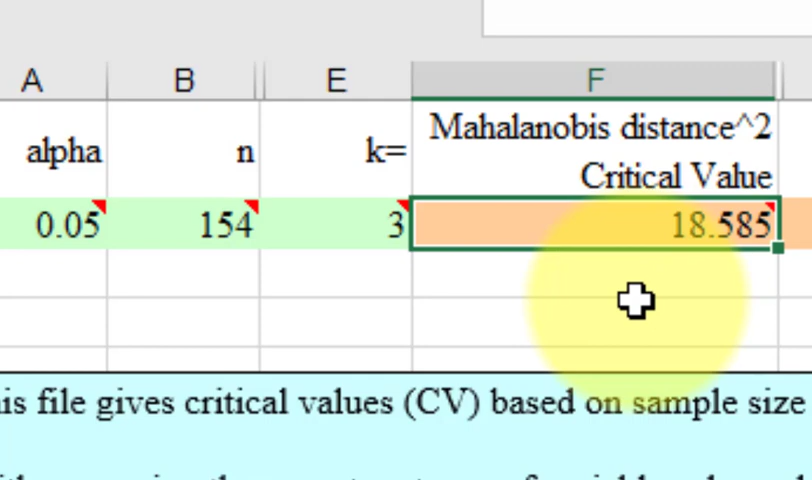 A B E F
alpha n k= Mahalanobis distance^2
Critical Value
0.05 154 3 18.585
file gives critical values (CV) based on sample size